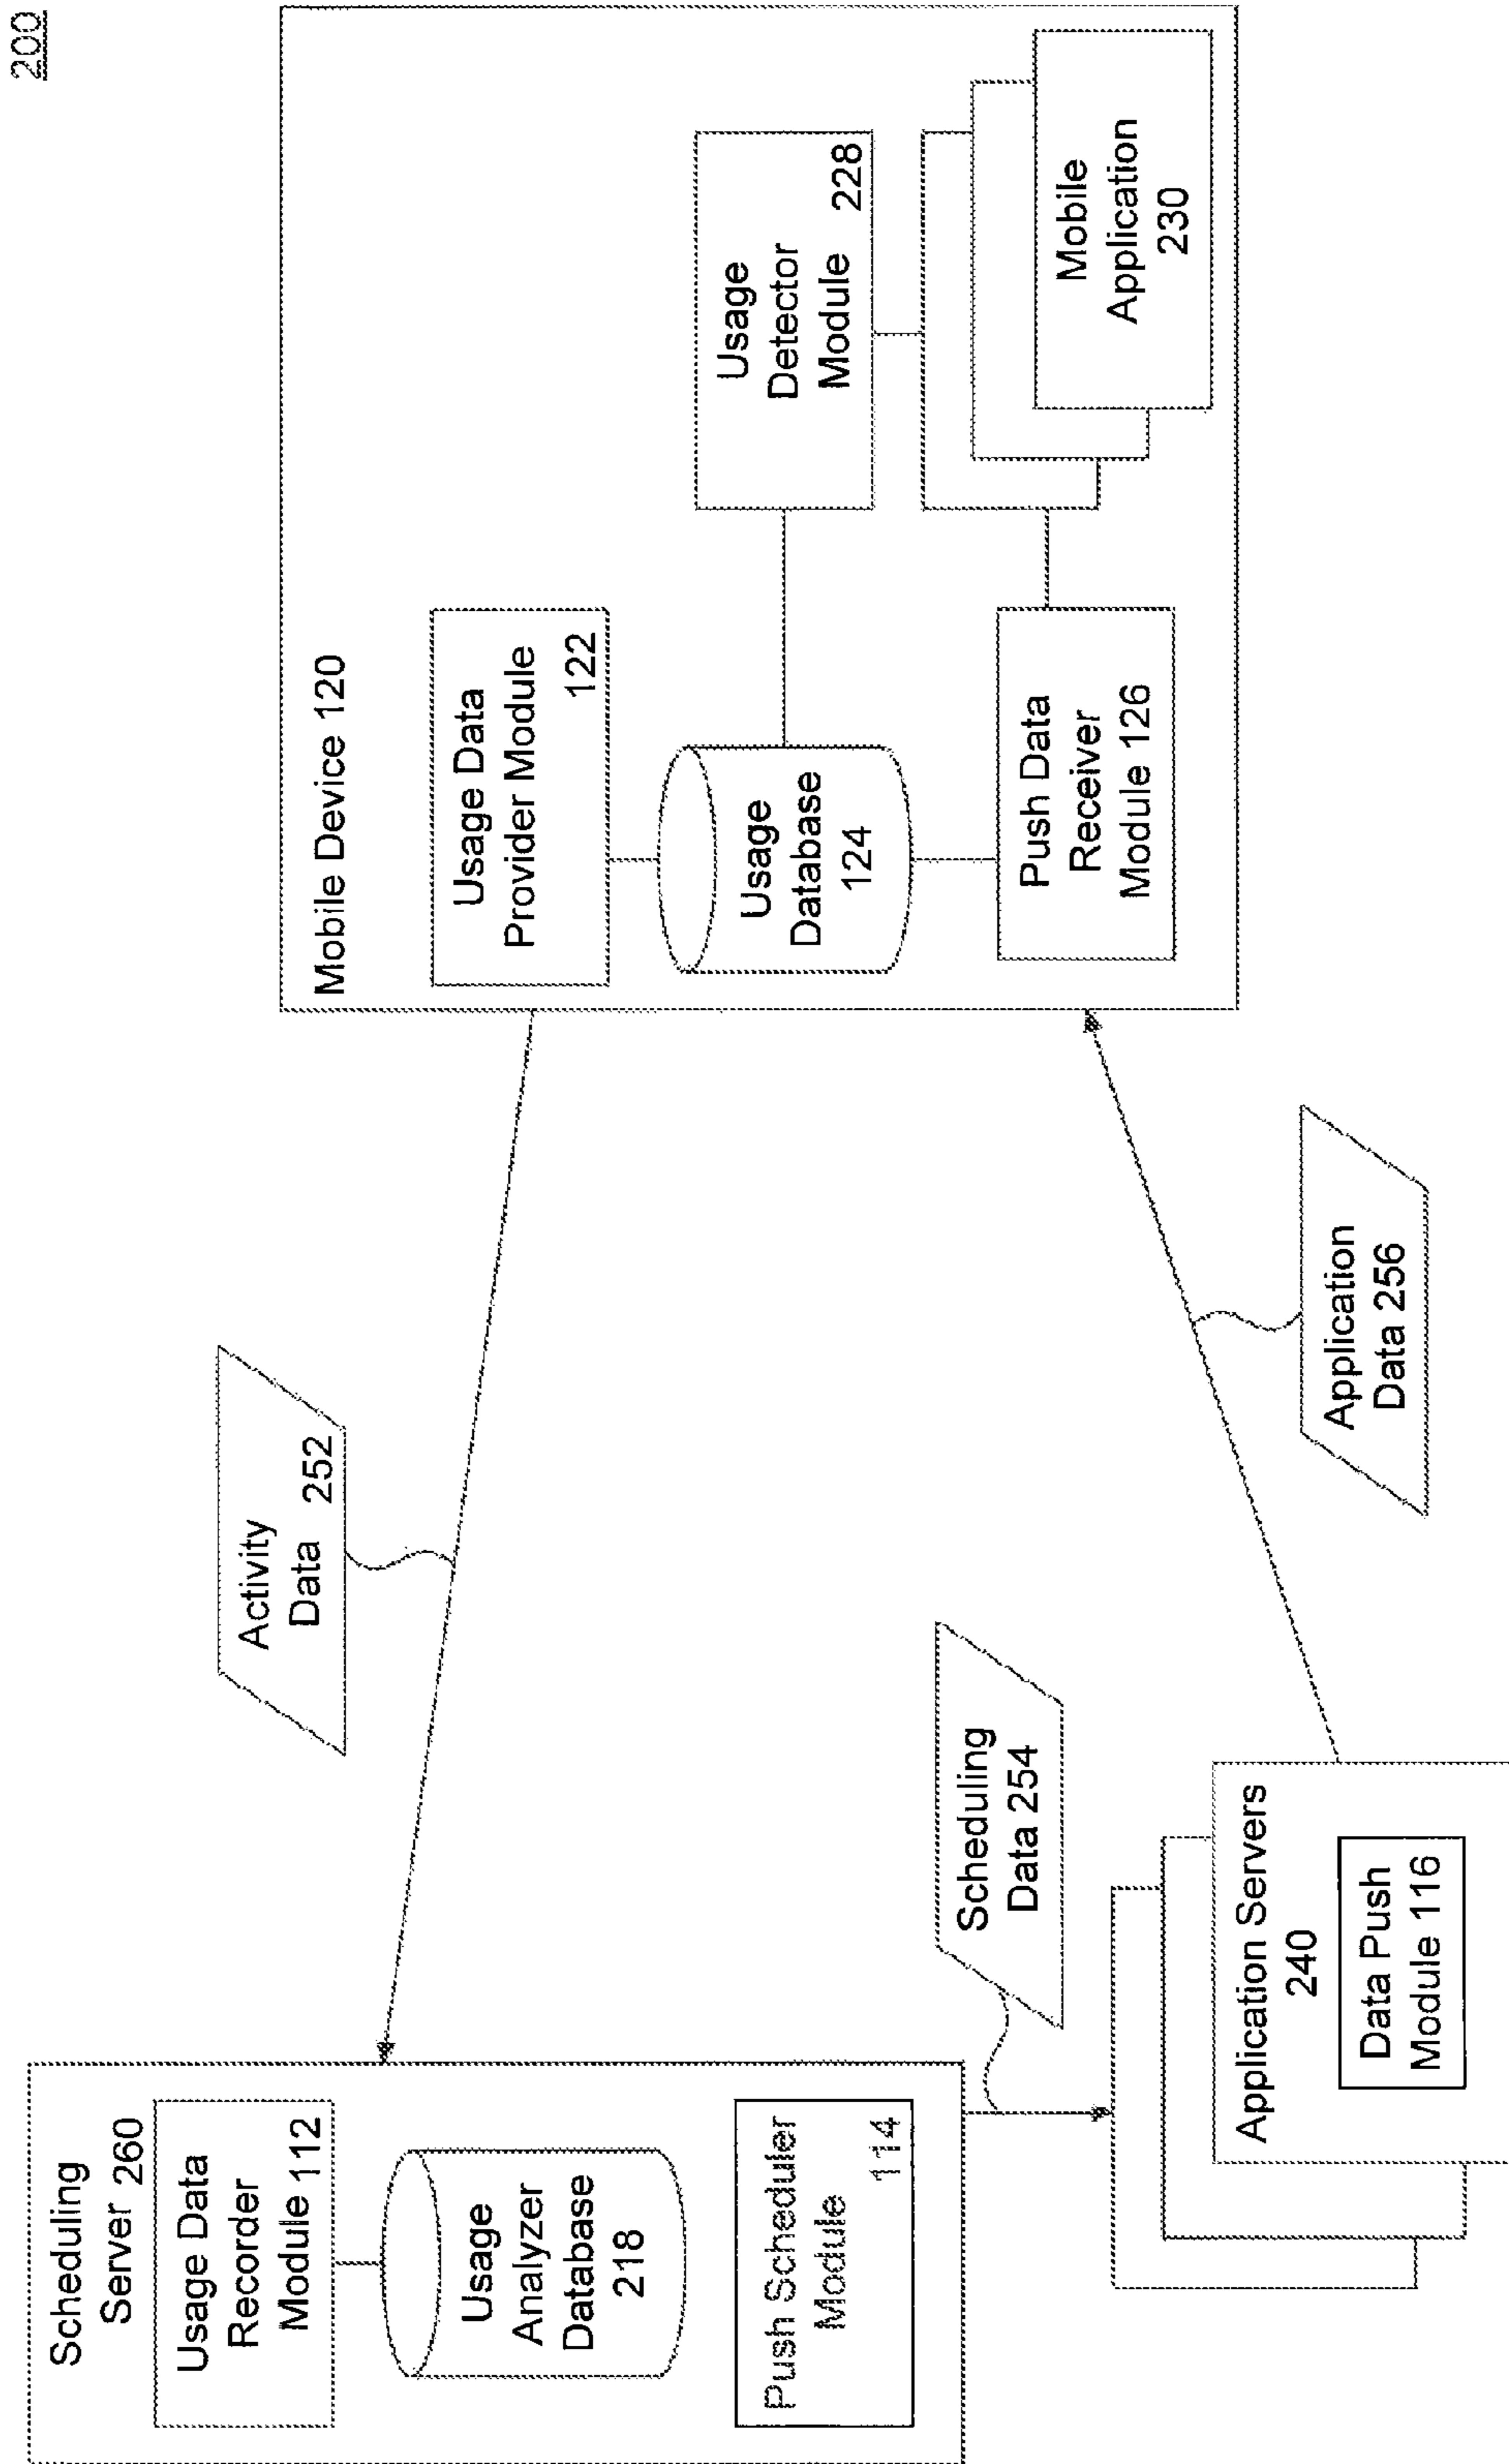 200
Scheduling
Server 260
Usage Data
Recorder
Module 112
Usage
Analyzer
Database
218
Push Scheduler
Module
114
Activity
Data 252
Scheduling
Data 254
Application Servers
240
Data Push
Module 116
Application
Data 256
Mobile Device 120
Usage Data
Provider Module
122
Usage
Database
124
Push Data
Receiver
Module 126
Usage
Detector
Module 228
Mobile
Application
230